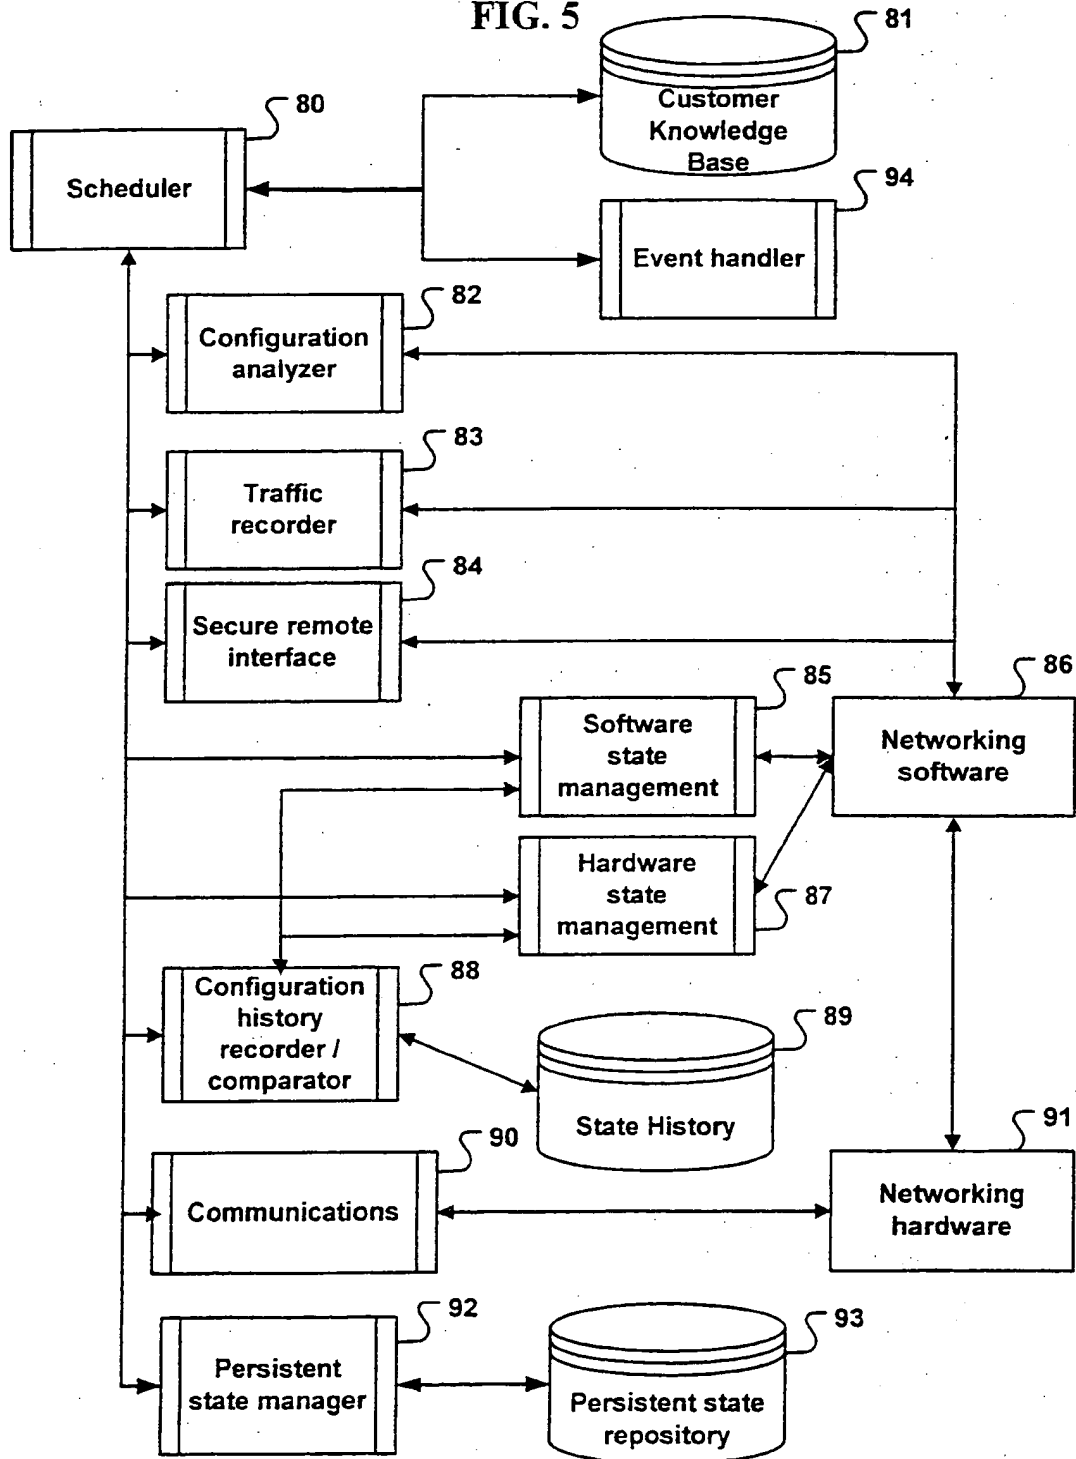 FIG. 5
81
Customer
Knowledge
Base
80
Scheduler
94
Event handler
82
Configuration
analyzer
83
Traffic
recorder
84
Secure remote
interface
85
Software
state
management
86
Networking
software
Hardware
state
management
87
88
Configuration
history
recorder /
comparator
89
State History
90
Communications
91
Networking
hardware
92
Persistent
state manager
93
Persistent state
repository